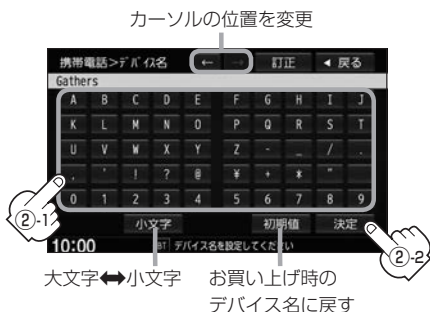 カーソルの位置を変更
携帯電話>デバイス名 ← → 訂正 ◀ 戻る
Gathers
A B C D E F G H I J
K L M N O P Q R S T
U V W X Y Z - _ / .
, ' ! ? @ ¥ + * "
0 1 2 3 4 5 6 7 8 9
②-1
小文字 初期値 決定
②-2
10:00 BT デバイス名を設定してください
大文字⬌小文字 お買い上げ時の
デバイス名に戻す